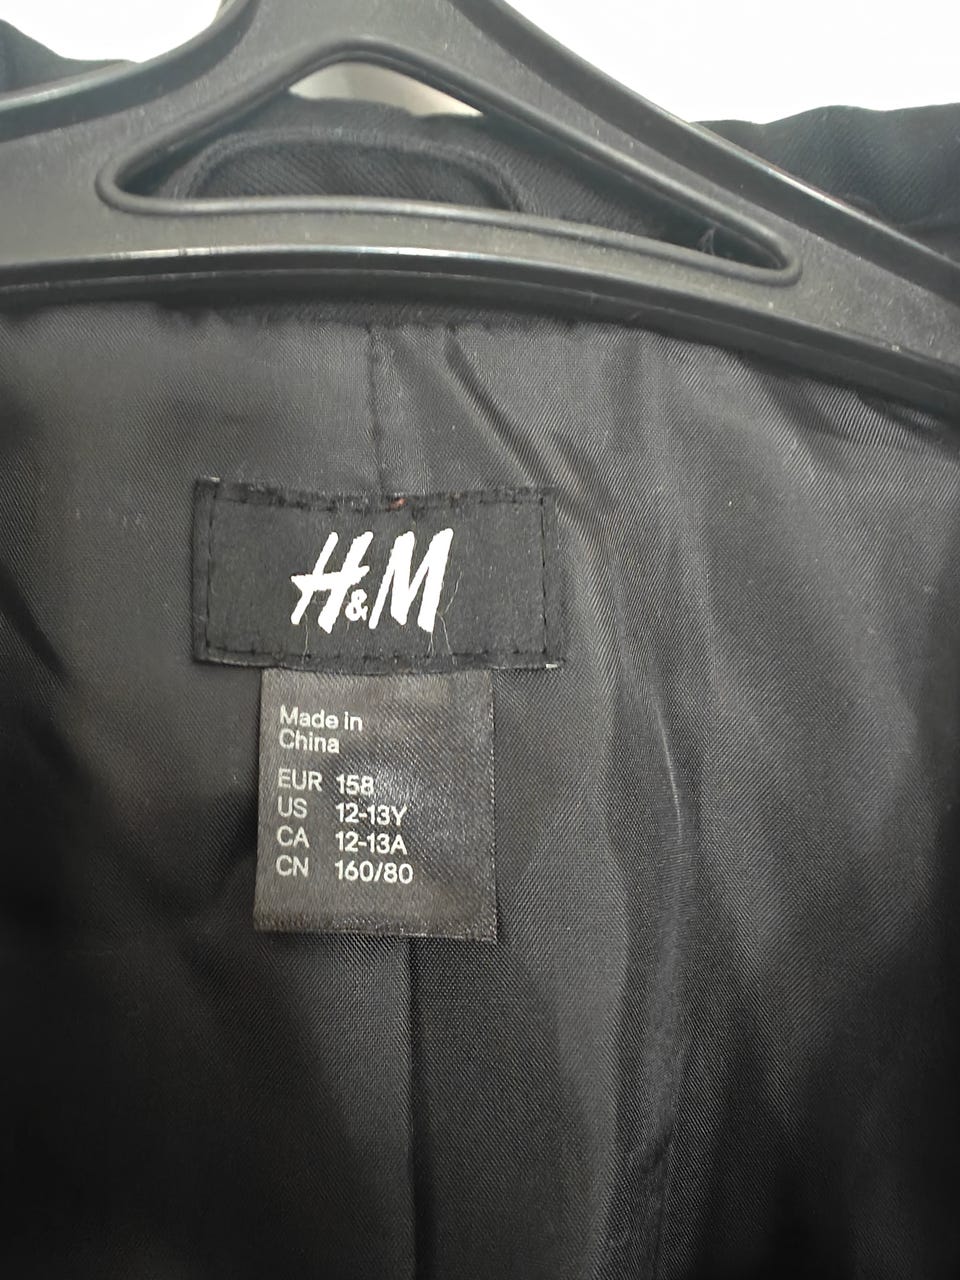 H&M
Made in
China
EUR 158
US 12-13Y
CA 12-13A
CN 160/80